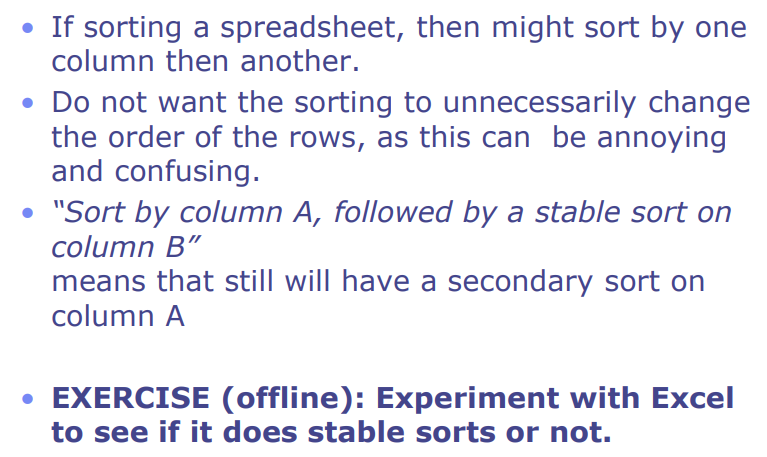 • If sorting a spreadsheet, then might sort by one
column then another.
• Do not want the sorting to unnecessarily change
the order of the rows, as this can  be annoying
and confusing.
• “Sort by column A, followed by a stable sort on
column B”
means that still will have a secondary sort on
column A
• EXERCISE (offline): Experiment with Excel
to see if it does stable sorts or not.